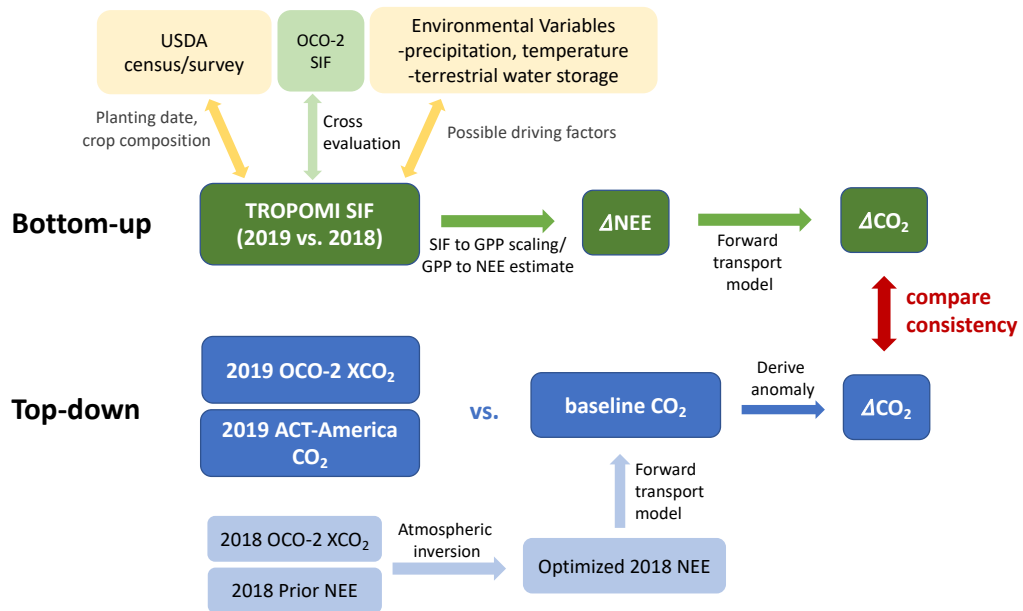 USDA
census/survey
OCO-2
SIF
Environmental Variables
-precipitation, temperature
-terrestrial water storage
Planting date,
crop composition
Cross
evaluation
Possible driving factors
Bottom-up
TROPOMI SIF
(2019 vs. 2018)
SIF to GPP scaling/
GPP to NEE estimate
ΔNEE
Forward
transport
model
ΔCO₂
compare
consistency
Top-down
2019 OCO-2 XCO₂
2019 ACT-America
CO₂
vs.
baseline CO₂
Derive
anomaly
ΔCO₂
Forward
transport
model
2018 OCO-2 XCO₂
2018 Prior NEE
Atmospheric
inversion
Optimized 2018 NEE